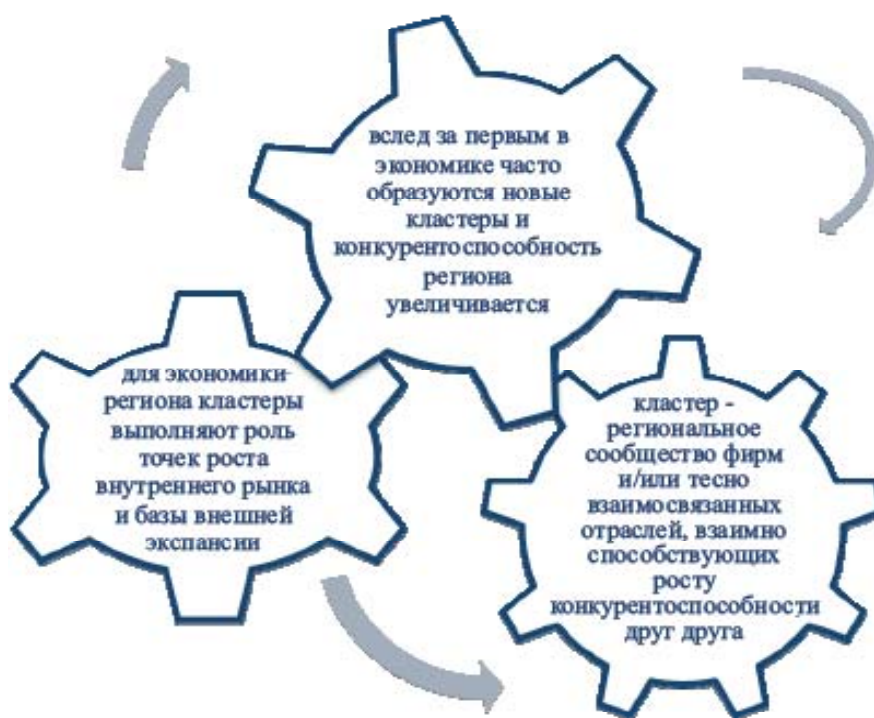 вслед за первым в
экономике часто
образуются новые
кластеры и
конкурентоспособность
региона
увеличивается
для экономики
региона кластеры
выполняют роль
точек роста
внутреннего рынка
и базы внешней
экспансии
кластер -
региональное
сообщество фирм
и/или тесно
взаимосвязанных
отраслей, взаимно
способствующих
росту
конкурентоспособности
друг друга